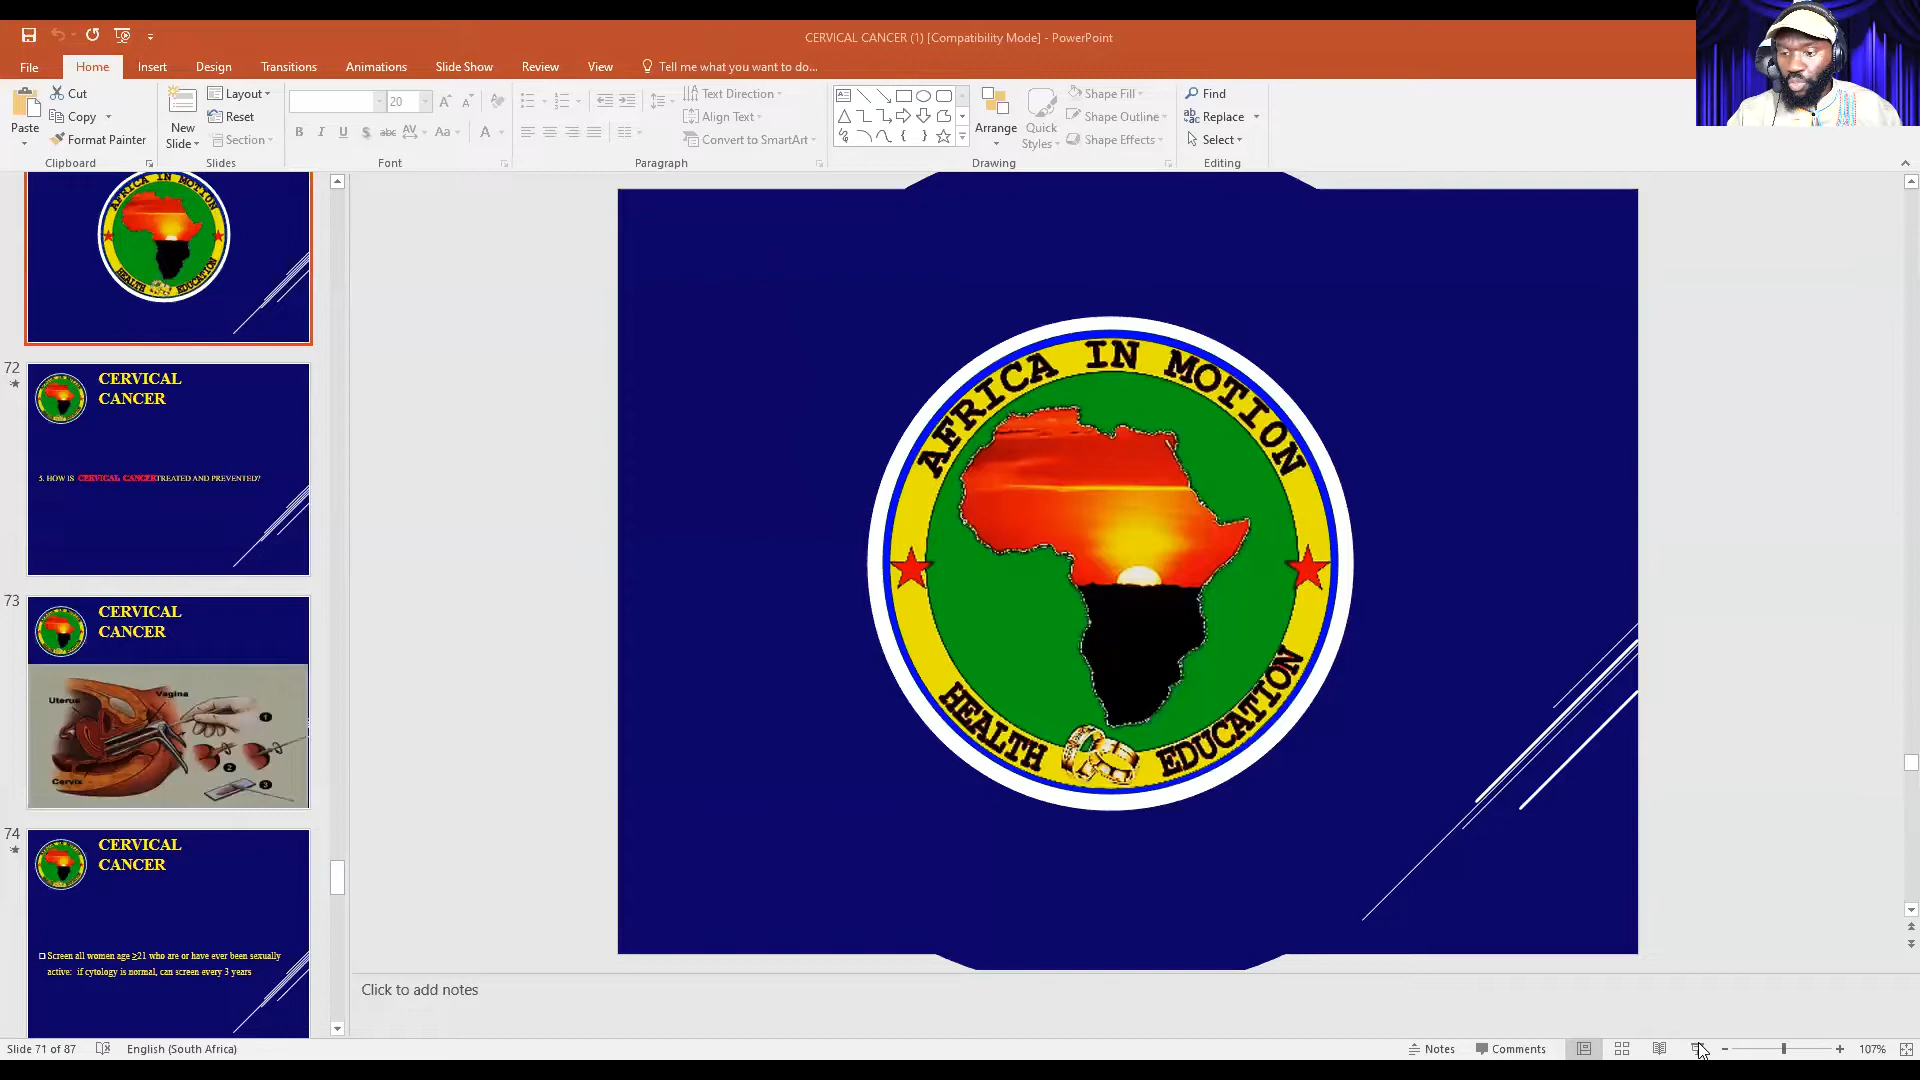 CERVICAL CANCER (1) [Compatibility Mode] - PowerPoint
File
Home
Insert
Design
Transitions
Animations
Slide Show
Review
View
Tell me what you want to do...
Paste
Cut
Copy
Format Painter
Clipboard
New
Slide
Layout
Reset
Section
Slides
20
Font
Text Direction
Align Text
Convert to SmartArt
Paragraph
Arrange
Quick
Styles
Shape Fill
Shape Outline
Shape Effects
Drawing
Find
Replace
Select
Editing
AFRICA IN MOTION
HEALTH EDUCATION
72
CERVICAL
CANCER
3. HOW IS CERVICAL CANCERTREATED AND PREVENTED?
73
CERVICAL
CANCER
Uterus
Vagina
Cervix
1
2
3
74
CERVICAL
CANCER
Screen all women age ≥21 who are or have ever been sexually
active: if cytology is normal, can screen every 3 years
AFRICA IN MOTION
HEALTH EDUCATION
Click to add notes
Slide 71 of 87
English (South Africa)
Notes
Comments
107%